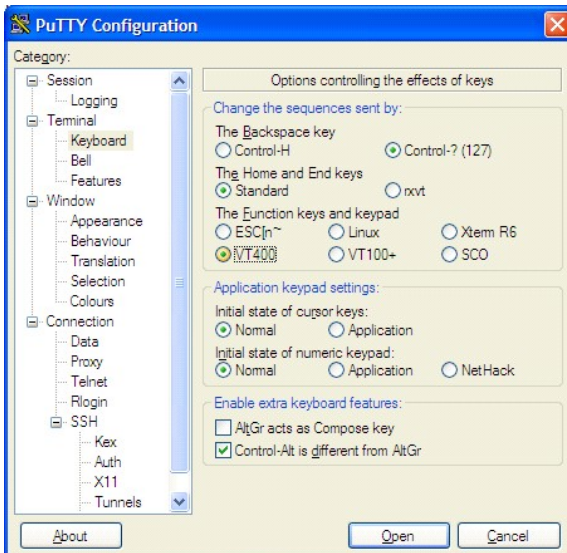 PuTTY Configuration
Category:
Session
Logging
Terminal
Keyboard
Bell
Features
Window
Appearance
Behaviour
Translation
Selection
Colours
Connection
Data
Proxy
Telnet
Rlogin
SSH
Kex
Auth
X11
Tunnels
Options controlling the effects of keys
Change the sequences sent by:
The Backspace key
Control-H Control-? (127)
The Home and End keys
Standard rxvt
The Function keys and keypad
ESC[n~ Linux Xterm R6
VT400 VT100+ SCO
Application keypad settings:
Initial state of cursor keys:
Normal Application
Initial state of numeric keypad:
Normal Application NetHack
Enable extra keyboard features:
AltGr acts as Compose key
Control-Alt is different from AltGr
About Open Cancel